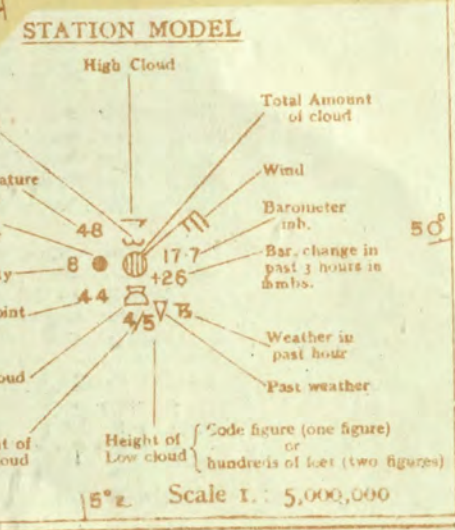 STATION MODEL
High Cloud
Total Amount
of cloud
ature
Wind
48
Barometer
mb.
50°
17.7
8
+26
Bar. change in
past 3 hours in
mbs.
44
4/5
Weather in
past hour
Past weather
Height of
Low cloud
Code figure (one figure)
or
hundreds of feet (two figures)
5°
Scale 1 : 5,000,000